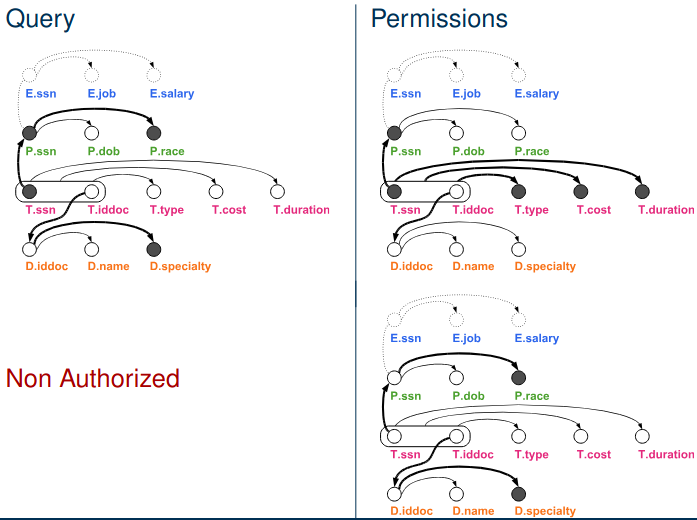 Query
E.ssn E.job E.salary
P.ssn P.dob P.race
T.ssn T.iddoc T.type T.cost T.duration
D.iddoc D.name D.specialty
Non Authorized
Permissions
E.ssn E.job E.salary
P.ssn P.dob P.race
T.ssn T.iddoc T.type T.cost T.duration
D.iddoc D.name D.specialty
E.ssn E.job E.salary
P.ssn P.dob P.race
T.ssn T.iddoc T.type T.cost T.duration
D.iddoc D.name D.specialty